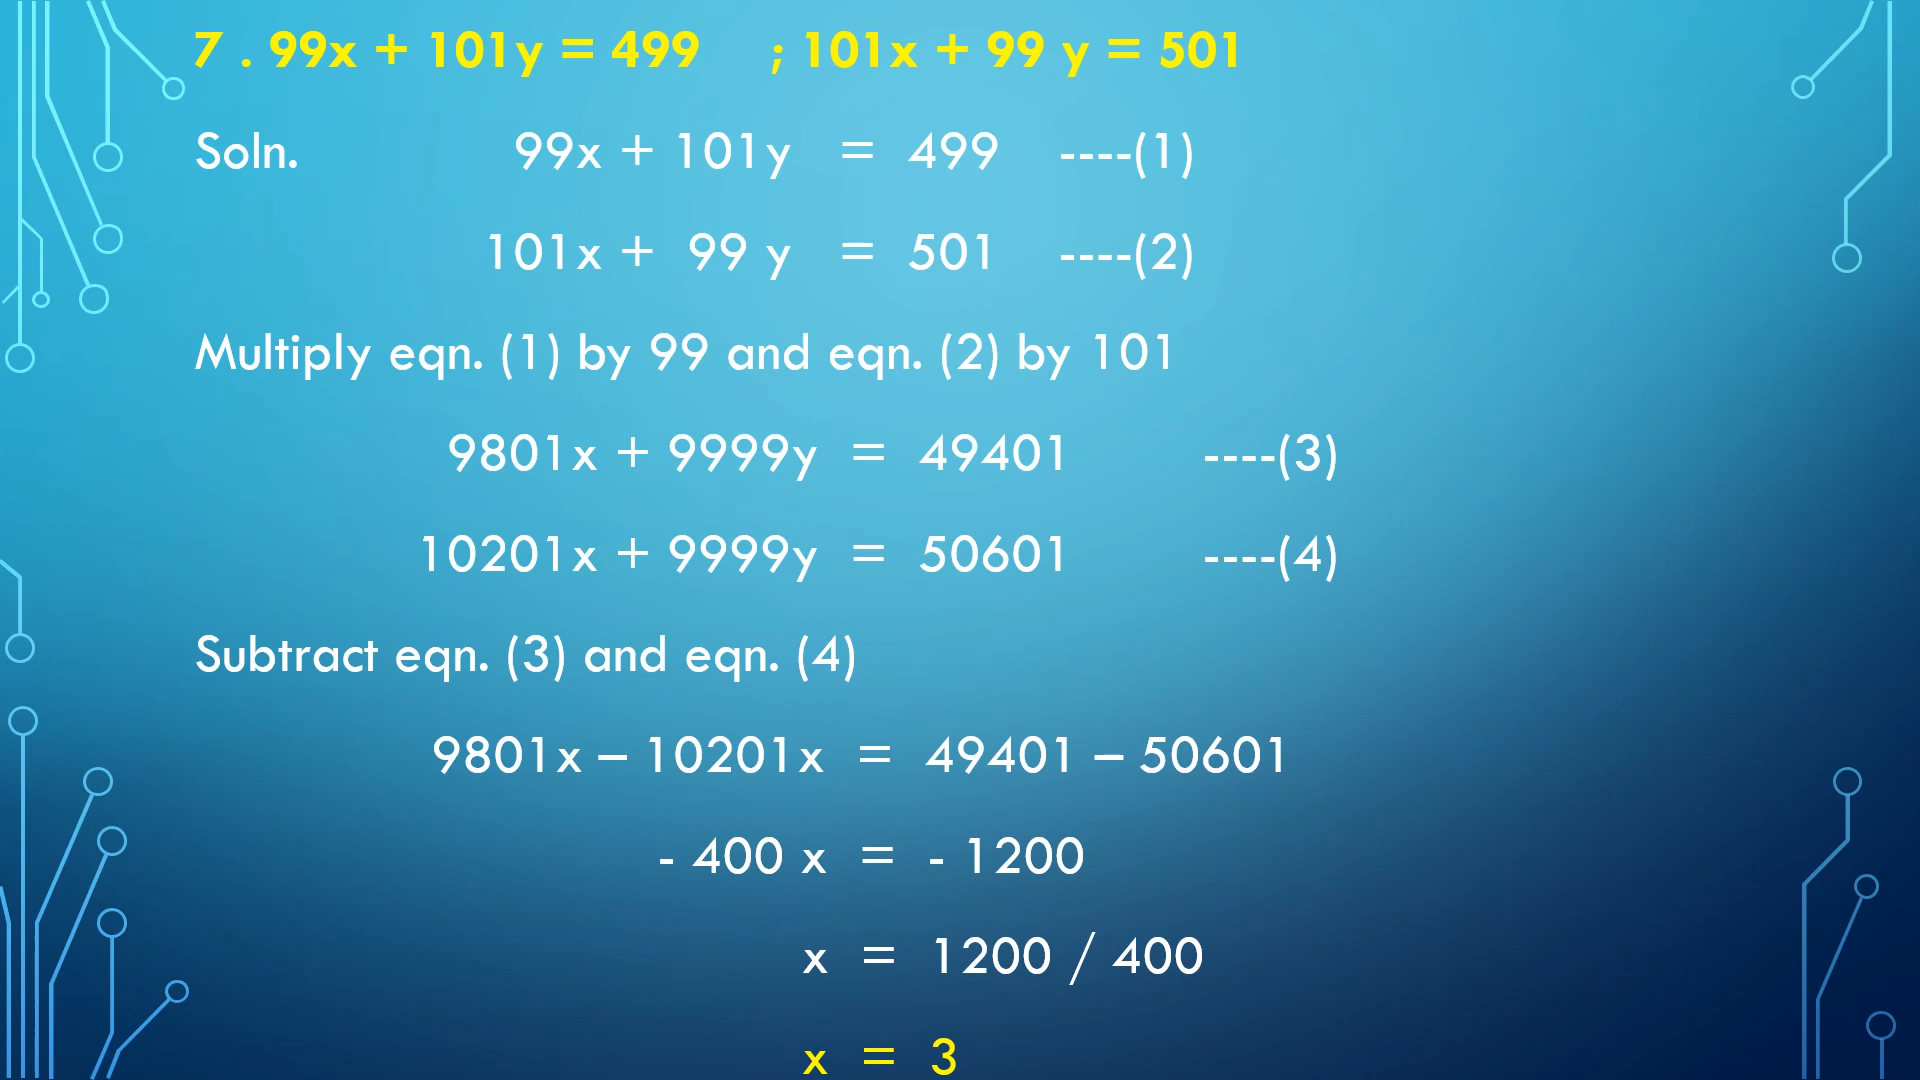 7 . 99x + 101y = 499 ; 101x + 99 y = 501
Soln. 99x + 101y = 499 ----(1)
101x + 99 y = 501 ----(2)
Multiply eqn. (1) by 99 and eqn. (2) by 101
9801x + 9999y = 49401 ----(3)
10201x + 9999y = 50601 ----(4)
Subtract eqn. (3) and eqn. (4)
9801x – 10201x = 49401 – 50601
- 400 x = - 1200
x = 1200 / 400
x = 3